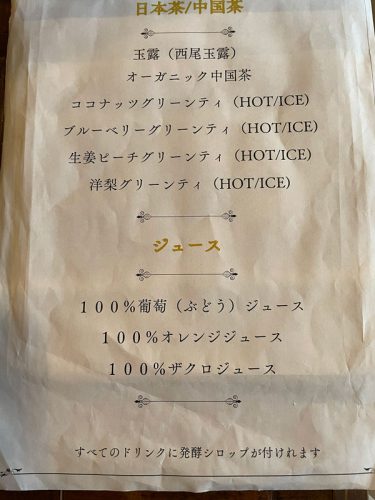 日本茶/中国茶
玉露（西尾玉露）
オーガニック中国茶
ココナッツグリーンティ（HOT/ICE)
ブルーベリーグリーンティ（HOT/ICE)
生姜ピーチグリーンティ（HOT/ICE)
洋梨グリーンティ（HOT/ICE)
ジュース
１００%葡萄（ぶどう）ジュース
１００%オレンジジュース
１００%ザクロジュース
すべてのドリンクに発酵シロップが付けれます